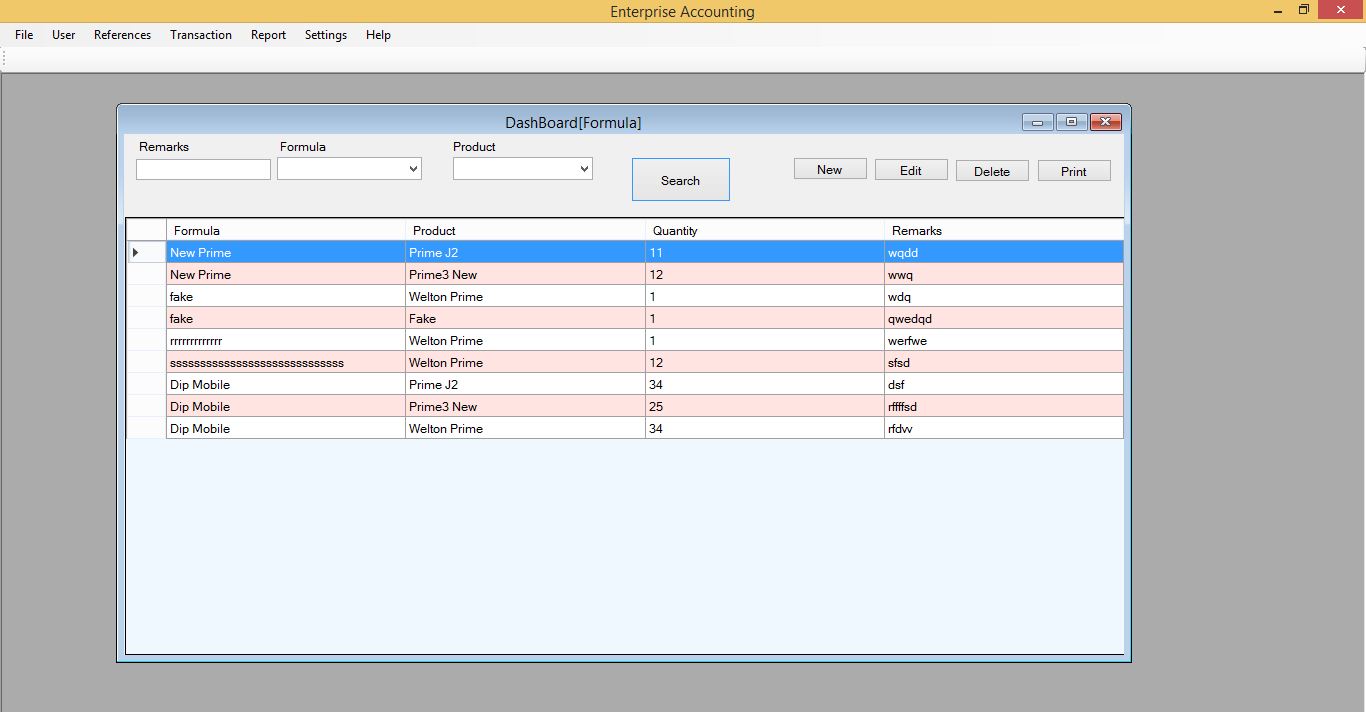 Enterprise Accounting
File User References Transaction Report Settings Help
DashBoard[Formula]
Remarks Formula Product
Search New Edit Delete Print
Formula Product Quantity Remarks
New Prime Prime J2 11 wqdd
New Prime Prime3 New 12 wwq
fake Welton Prime 1 wdq
fake Fake 1 qwedqd
rrrrrrrrrrrrr Welton Prime 1 werfwe
sssssssssssssssssssssssssssss Welton Prime 12 sfsd
Dip Mobile Prime J2 34 dsf
Dip Mobile Prime3 New 25 rffffsd
Dip Mobile Welton Prime 34 rfdvv